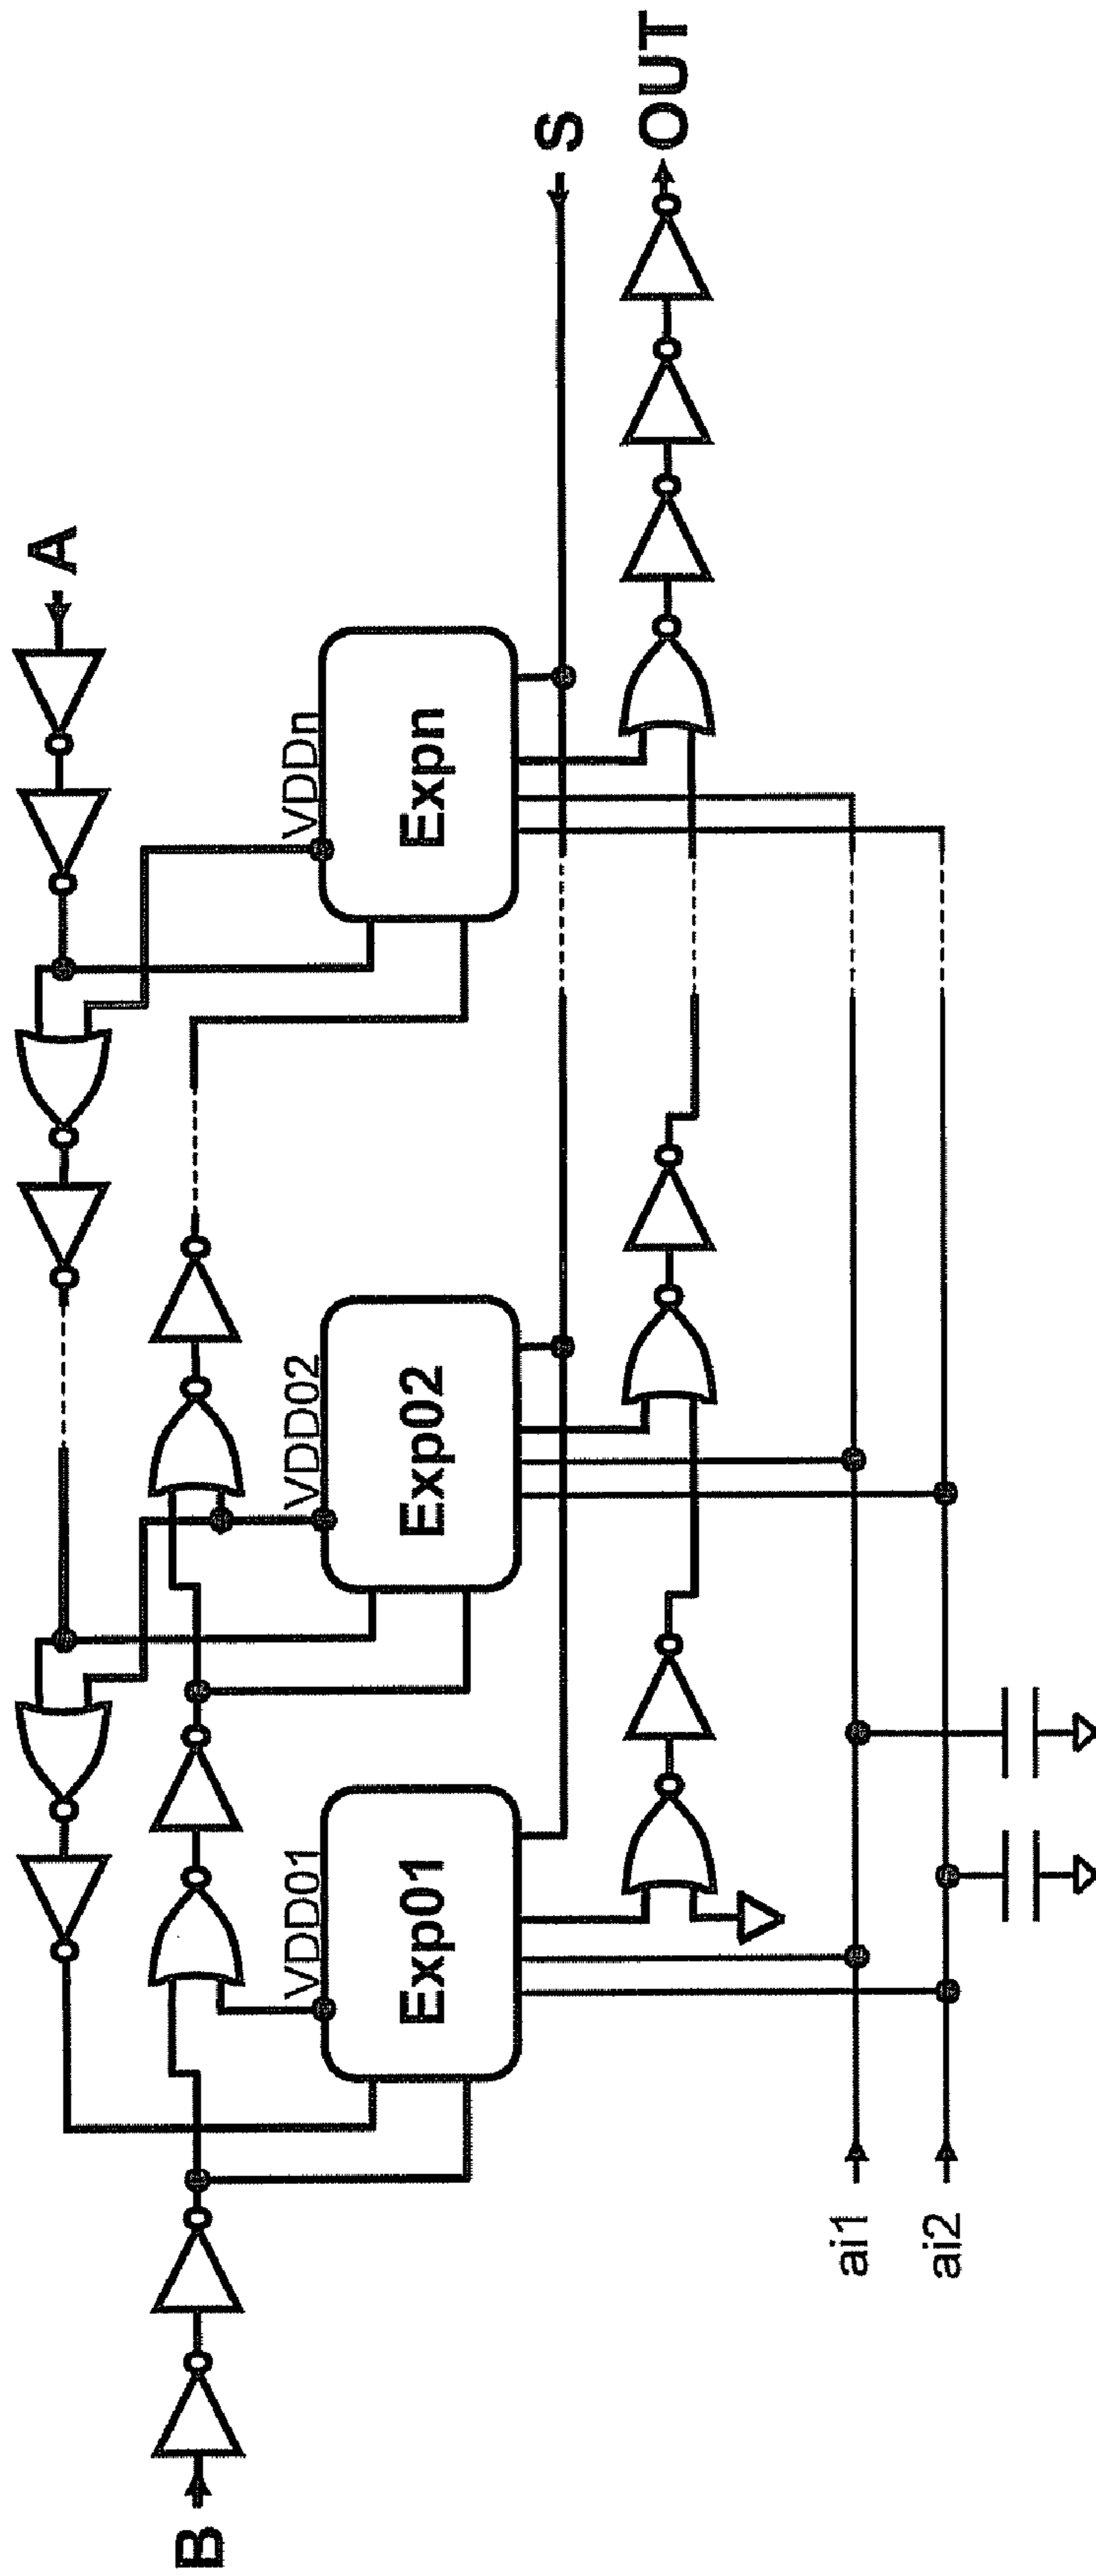 A
B
VDD01
VDD02
VDDn
Exp01
Exp02
Expn
S
OUT
ai1
ai2